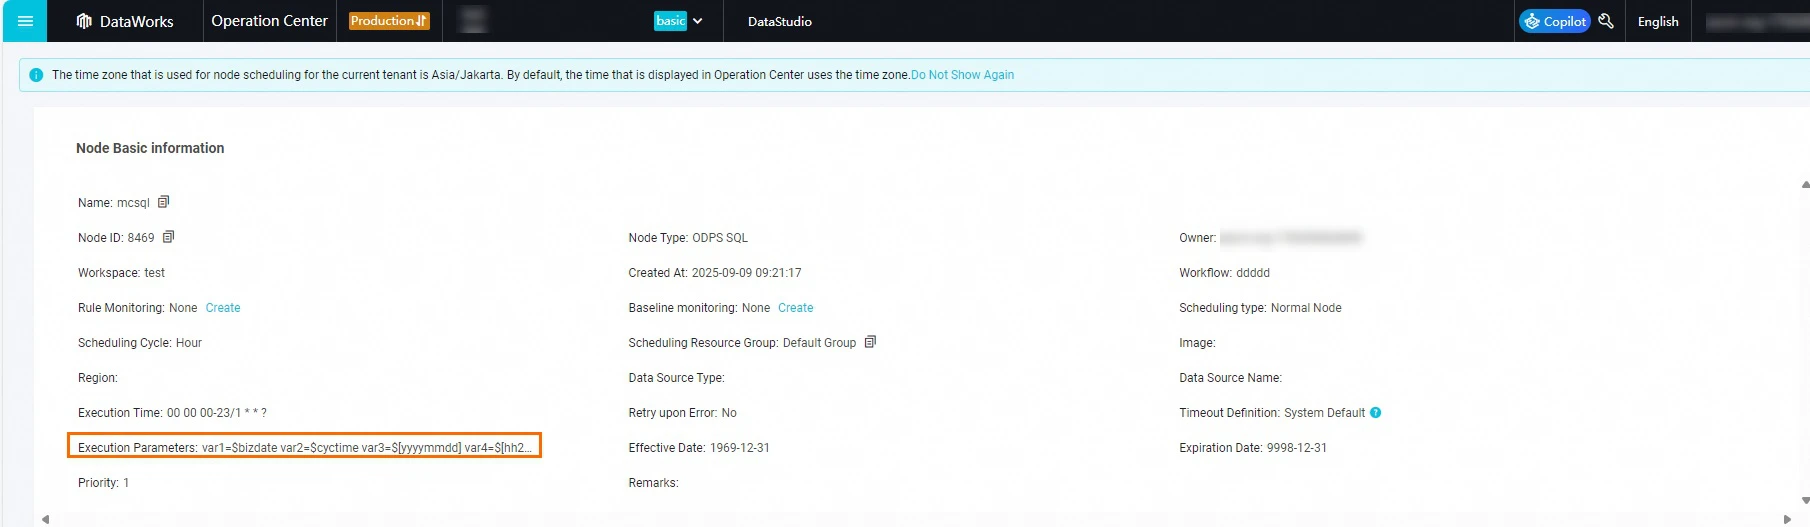 DataWorks Operation Center Production basic DataStudio Copilot English
The time zone that is used for node scheduling for the current tenant is Asia/Jakarta. By default, the time that is displayed in Operation Center uses the time zone.Do Not Show Again
Node Basic information
Name: mcsql
Node ID: 8469 Node Type: ODPS SQL Owner:
Workspace: test Created At: 2025-09-09 09:21:17 Workflow: ddddd
Rule Monitoring: None Create Baseline monitoring: None Create Scheduling type: Normal Node
Scheduling Cycle: Hour Scheduling Resource Group: Default Group Image:
Region: Data Source Type: Data Source Name:
Execution Time: 00 00 00-23/1 * * ? Retry upon Error: No Timeout Definition: System Default ?
Execution Parameters: var1=$bizdate var2=$cyctime var3=$[yyyymmdd] var4=$[hh2... Effective Date: 1969-12-31 Expiration Date: 9998-12-31
Priority: 1 Remarks: